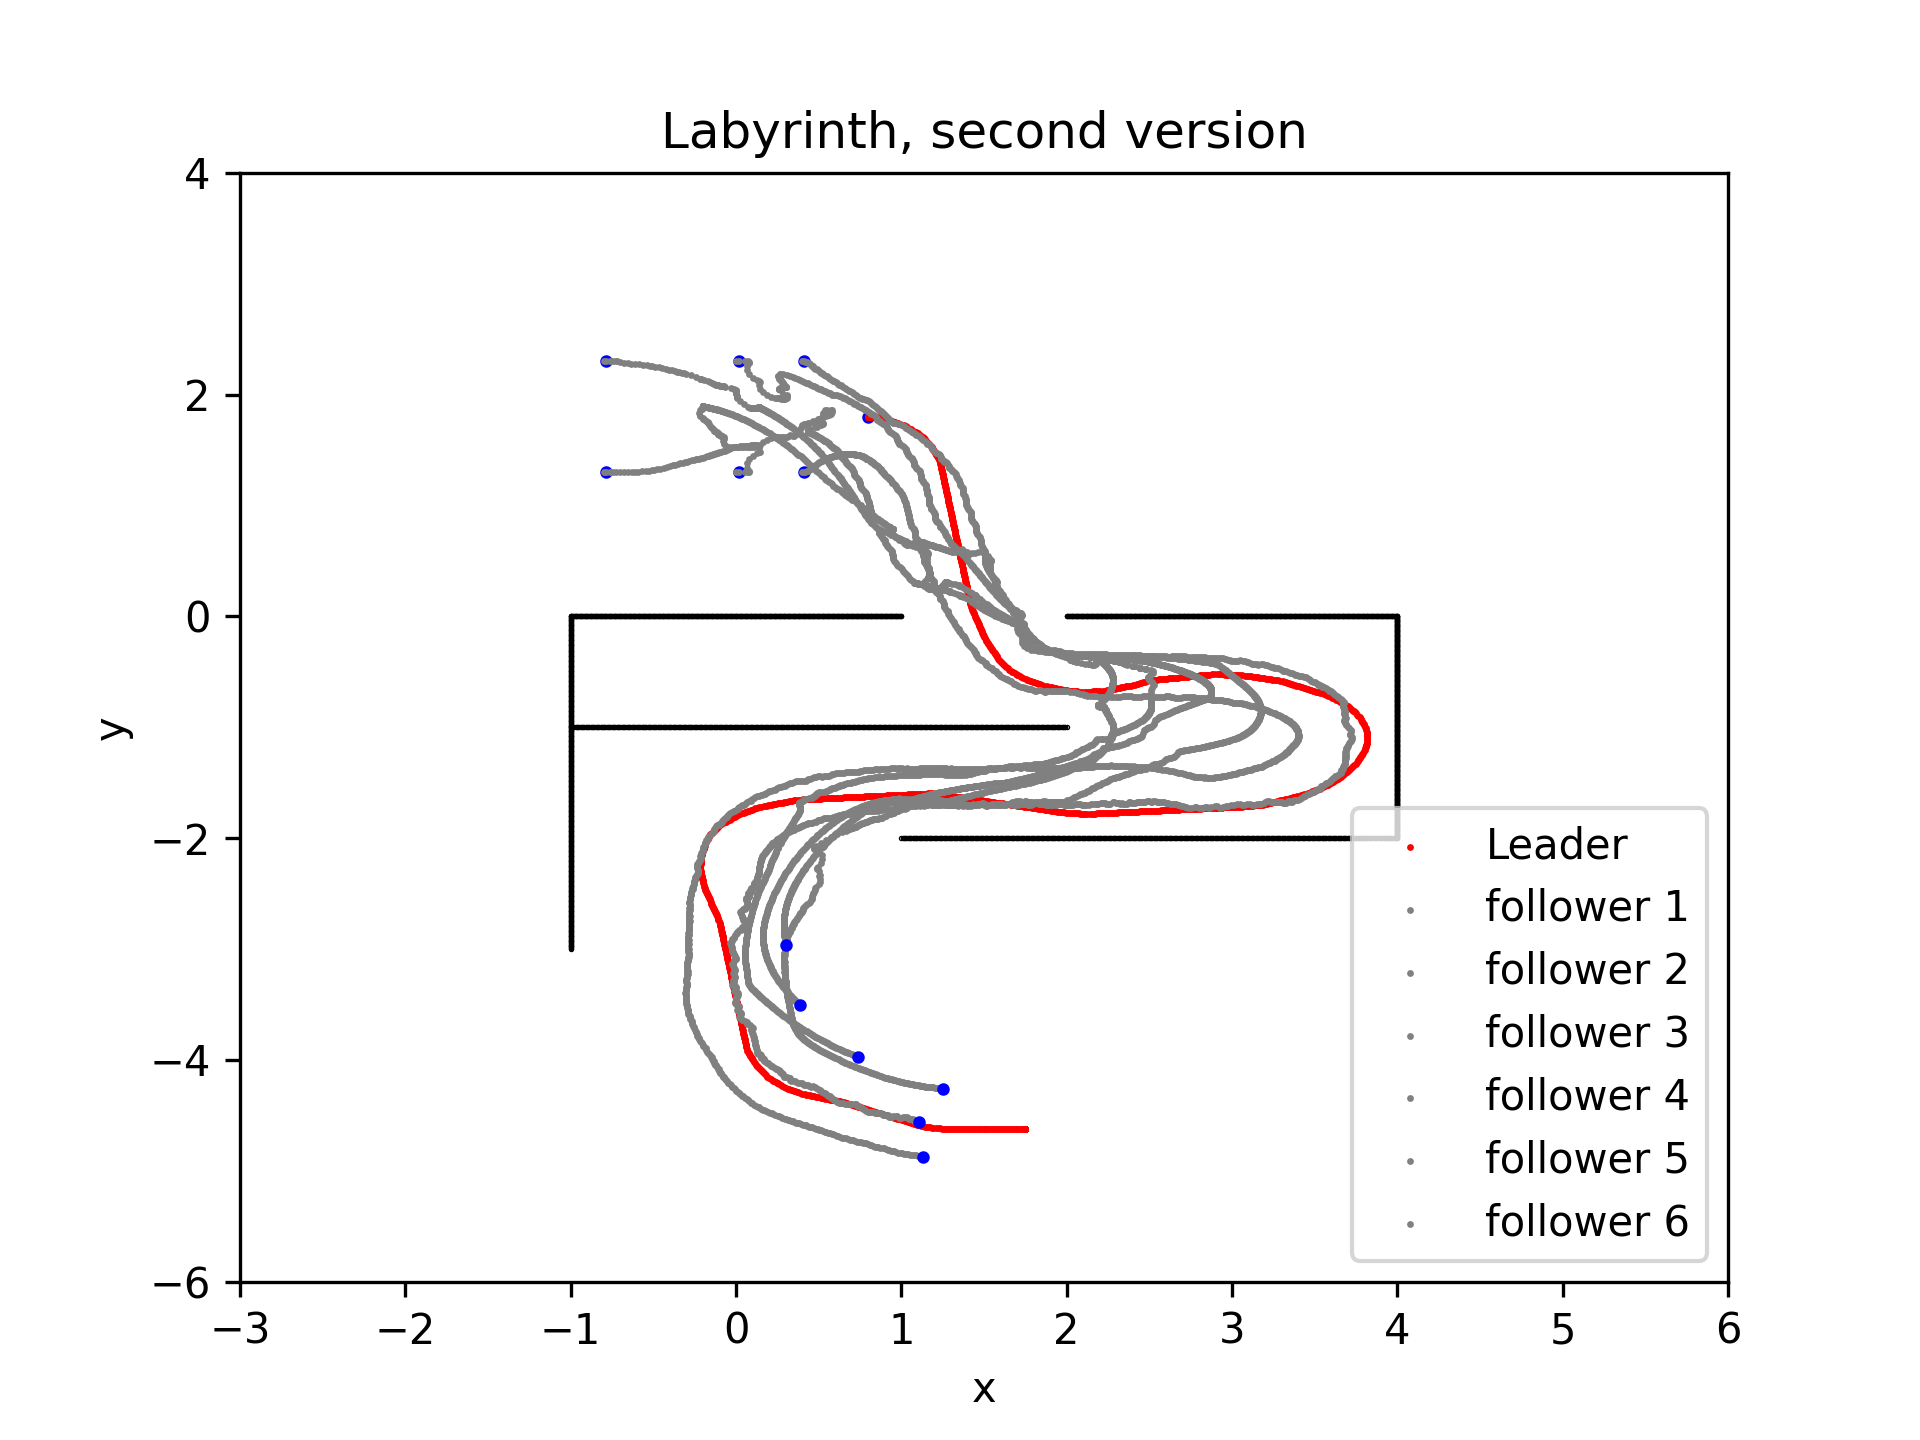 Labyrinth, second version
4
2
0
−2
−4
−6
y
−3 −2 −1 0 1 2 3 4 5 6
x
Leader
follower 1
follower 2
follower 3
follower 4
follower 5
follower 6